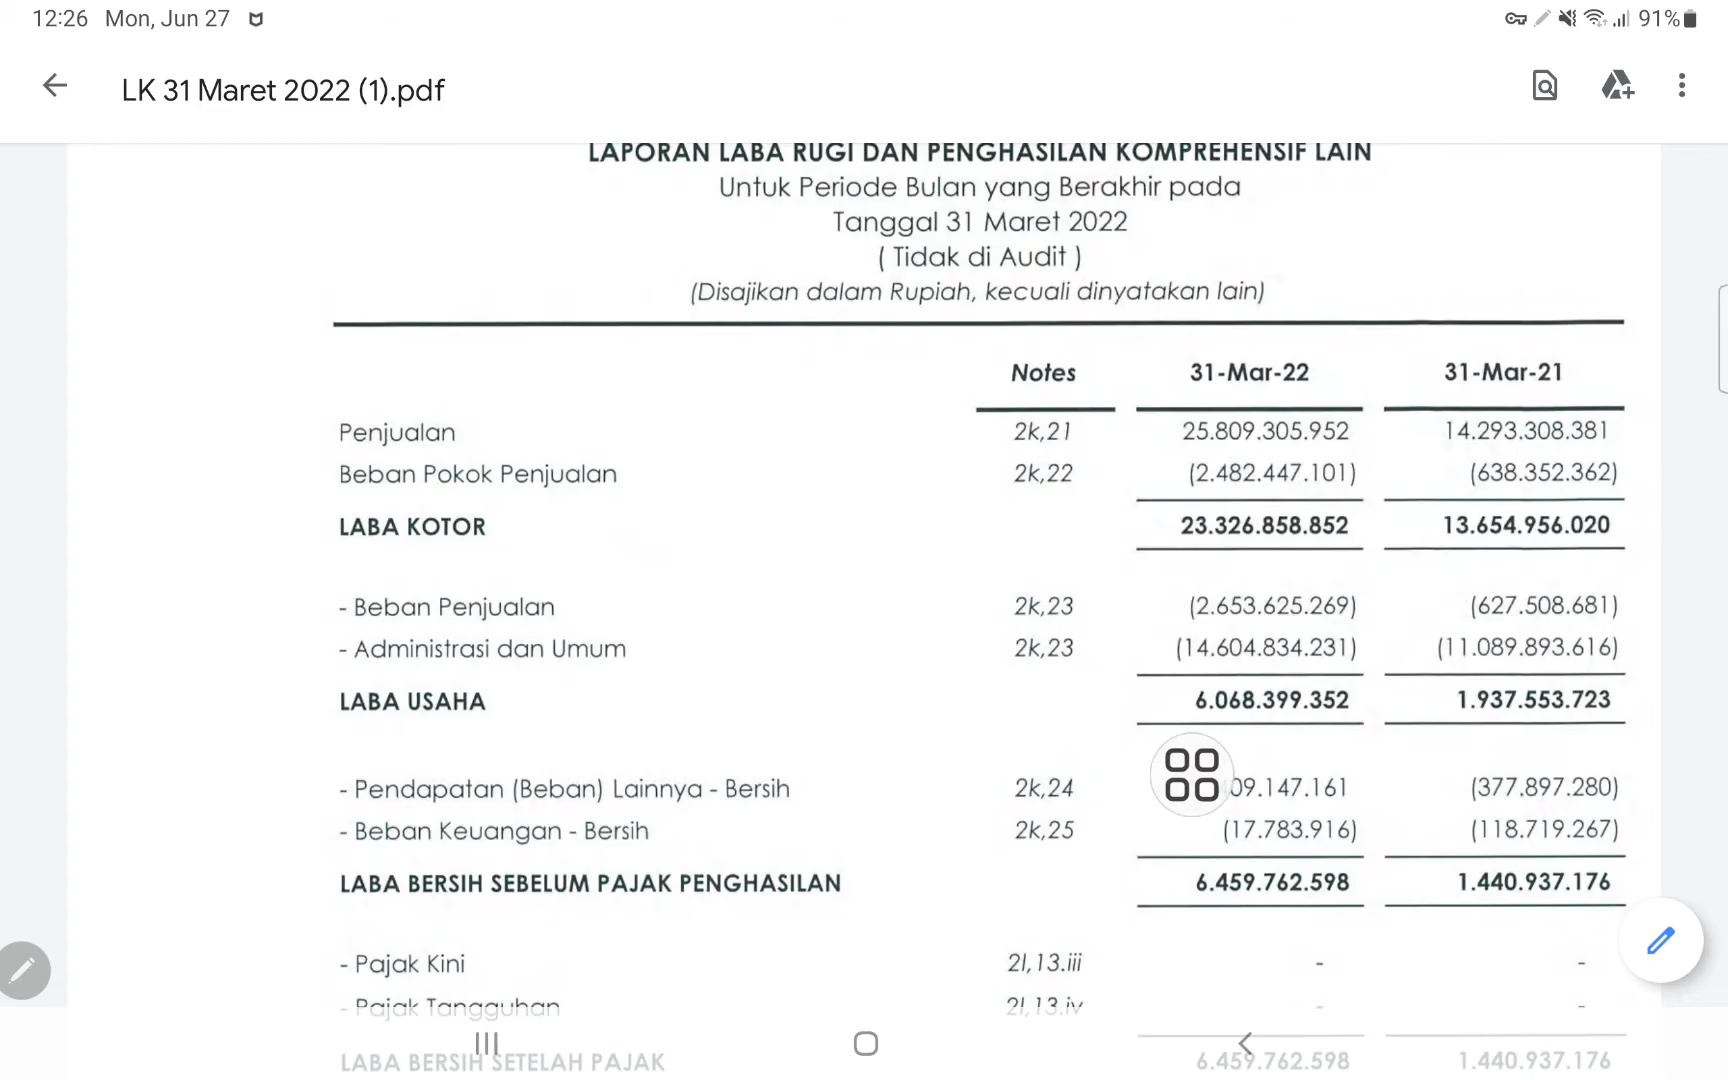 12:26 Mon, Jun 27
91%
LK 31 Maret 2022 (1).pdf
LAPORAN LABA RUGI DAN PENGHASILAN KOMPREHENSIF LAIN
Untuk Periode Bulan yang Berakhir pada
Tanggal 31 Maret 2022
( Tidak di Audit )
(Disajikan dalam Rupiah, kecuali dinyatakan lain)
Notes 31-Mar-22 31-Mar-21
Penjualan 2k,21 25.809.305.952 14.293.308.381
Beban Pokok Penjualan 2k,22 (2.482.447.101) (638.352.362)
LABA KOTOR 23.326.858.852 13.654.956.020
- Beban Penjualan 2k,23 (2.653.625.269) (627.508.681)
- Administrasi dan Umum 2k,23 (14.604.834.231) (11.089.893.616)
LABA USAHA 6.068.399.352 1.937.553.723
- Pendapatan (Beban) Lainnya - Bersih 2k,24 09.147.161 (377.897.280)
- Beban Keuangan - Bersih 2k,25 (17.783.916) (118.719.267)
LABA BERSIH SEBELUM PAJAK PENGHASILAN 6.459.762.598 1.440.937.176
- Pajak Kini 2l,13.iii - -
- Pajak Tangguhan 2l,13.iv - -
LABA BERSIH SETELAH PAJAK 6.459.762.598 1.440.937.176